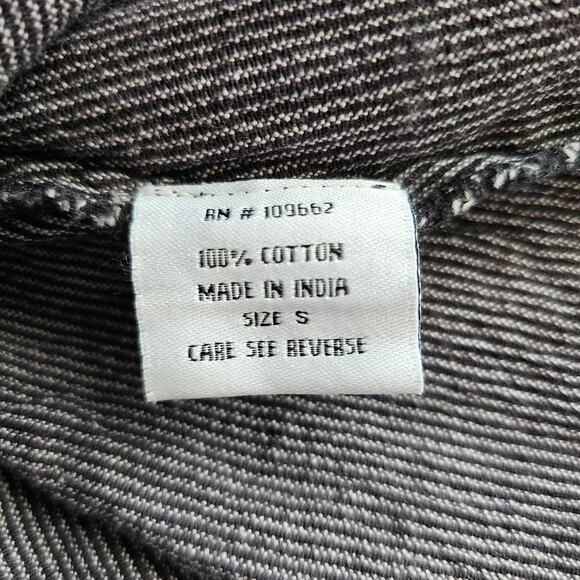 RN # 109662
100% COTTON
MADE IN INDIA
SIZE S
CARE SEE REVERSE